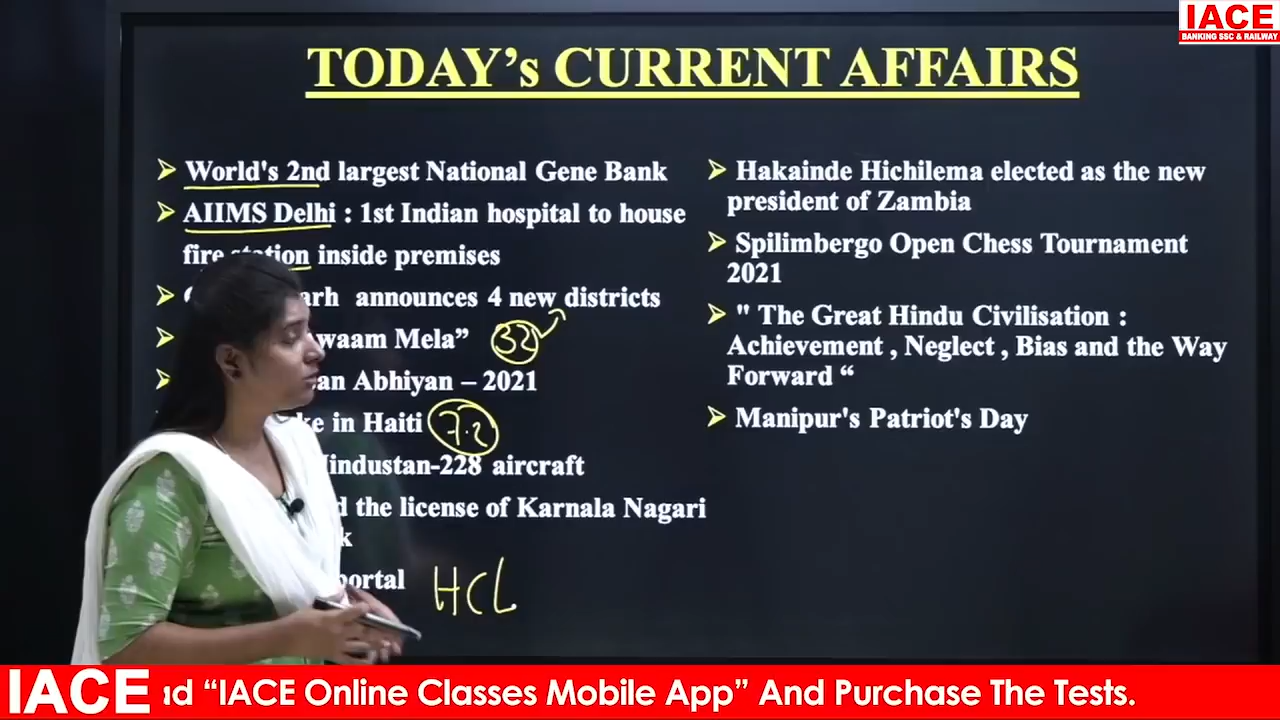 IACE
BANKING SSC & RAILWAY
TODAY's CURRENT AFFAIRS
World's 2nd largest National Gene Bank
AIIMS Delhi : 1st Indian hospital to house
fire station inside premises
arh announces 4 new districts
waam Mela”
32
an Abhiyan – 2021
ke in Haiti
7.2
Hindustan-228 aircraft
d the license of Karnala Nagari
k
portal
HCL
Hakainde Hichilema elected as the new
president of Zambia
Spilimbergo Open Chess Tournament
2021
" The Great Hindu Civilisation :
Achievement , Neglect , Bias and the Way
Forward “
Manipur's Patriot's Day
IACE
nd “IACE Online Classes Mobile App” And Purchase The Tests.